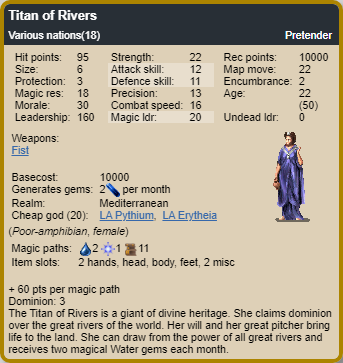 Titan of Rivers
Various nations(18) Pretender
Hit points: 95 Strength: 22 Rec points: 10000
Size: 6 Attack skill: 12 Map move: 22
Protection: 3 Defence skill: 11 Encumbrance: 2
Magic res: 18 Precision: 13 Age: 22
Morale: 30 Combat speed: 16 (50)
Leadership: 160 Magic ldr: 20 Undead ldr: 0
Weapons:
Fist
Basecost: 10000
Generates gems: 2 per month
Realm: Mediterranean
Cheap god (20): LA Pythium, LA Erytheia
(Poor-amphibian, female)
Magic paths: 2 1 11
Item slots: 2 hands, head, body, feet, 2 misc
+ 60 pts per magic path
Dominion: 3
The Titan of Rivers is a giant of divine heritage. She claims dominion
over the great rivers of the world. Her will and her great pitcher bring
life to the land. She can draw from the power of all great rivers and
receives two magical Water gems each month.